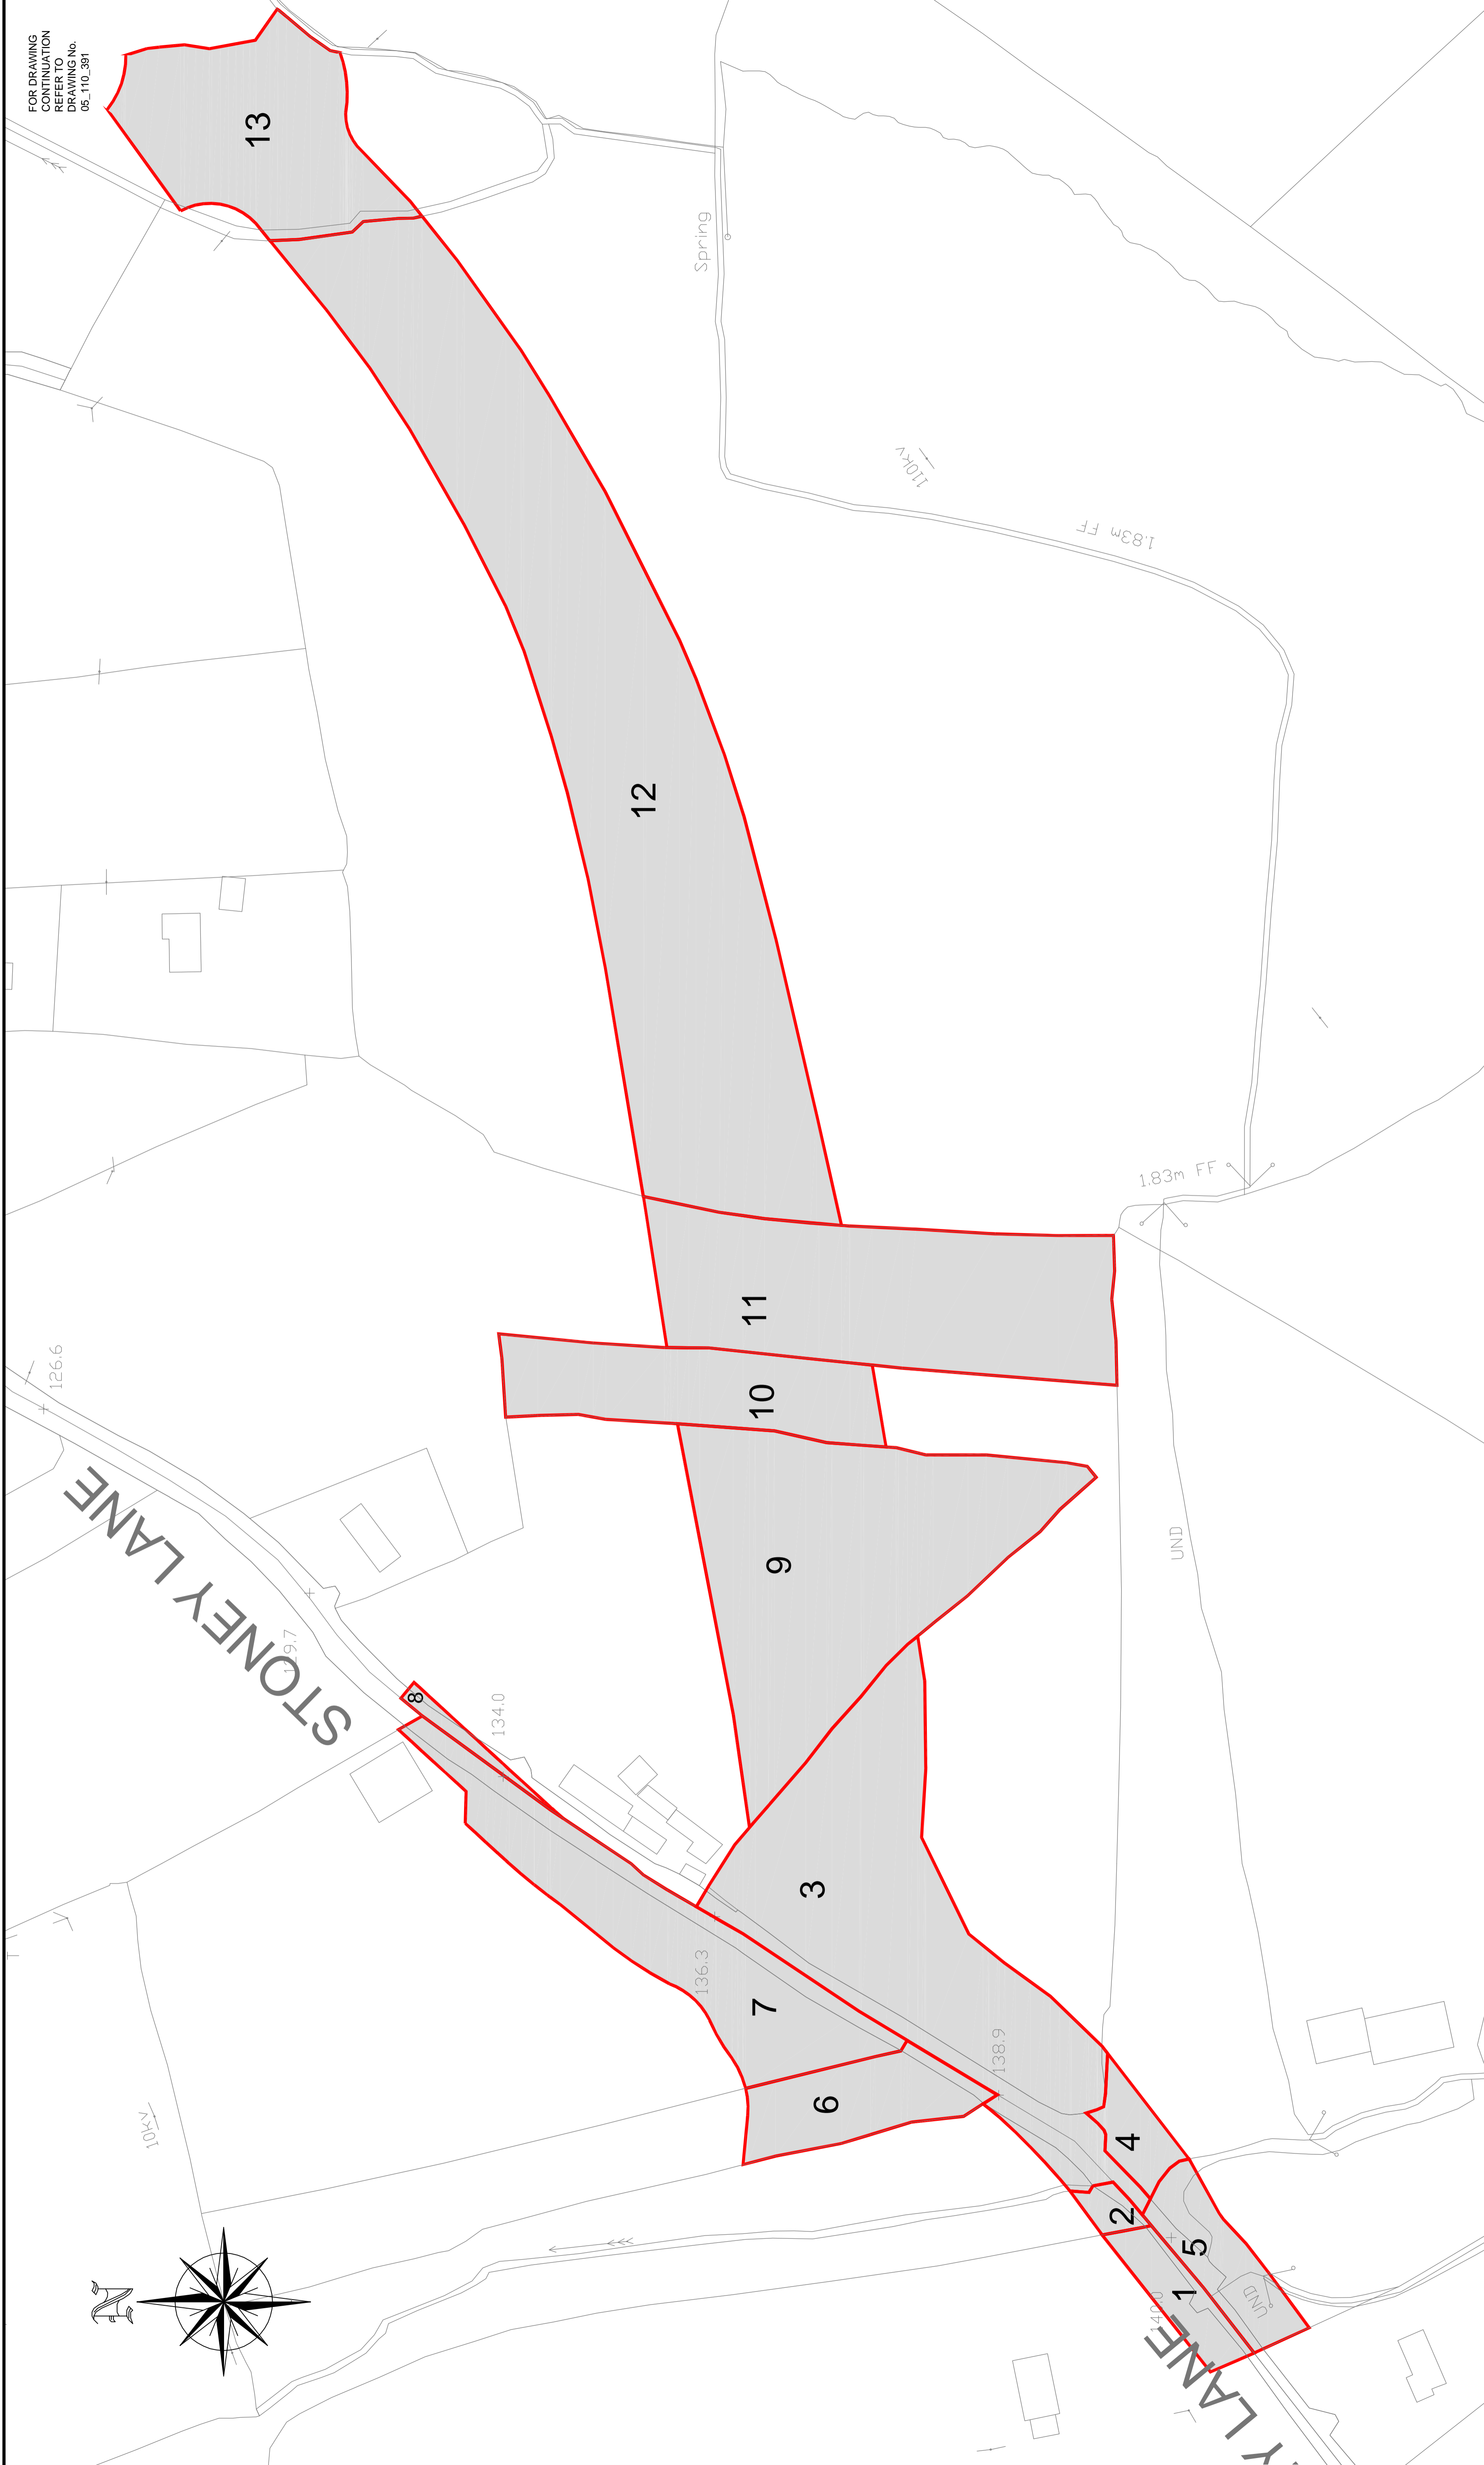 FOR DRAWING
CONTINUATION
REFER TO
DRAWING No.
05_110_391
13
Spring
110kv
1.83m FF
12
1.83m FF
11
126.6
10
STONEY LANE
UND
9
129.7
8
134.0
3
136.3
7
138.9
6
10kv
4
2
N
5
1
UND
140.0
Y LANE